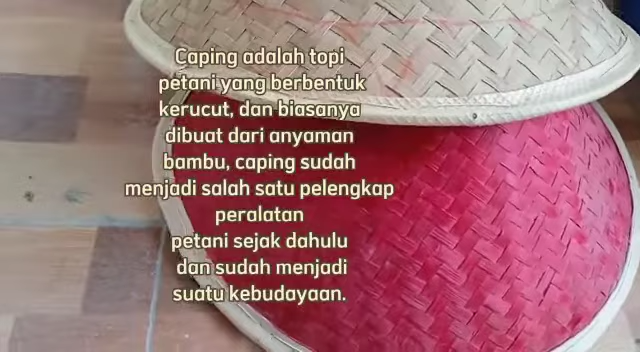 Caping adalah topi
petani yang berbentuk
kerucut, dan biasanya
dibuat dari anyaman
bambu, caping sudah
menjadi salah satu pelengkap
peralatan
petani sejak dahulu
dan sudah menjadi
suatu kebudayaan.